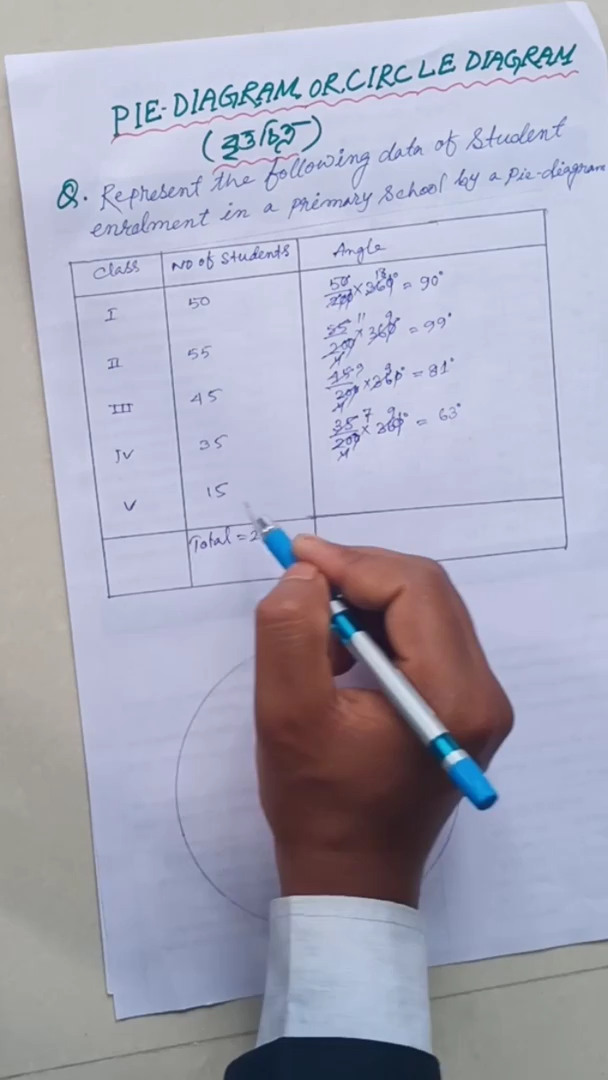 PIE-DIAGRAM OR CIRCLE DIAGRAM
Q. Represent the following data of Student
enrolment in a primary School by a pie-diagram
Class No of Students Angle
I 50 50/200 × 360° = 90°
II 55 55/200 × 360° = 99°
III 45 45/200 × 360° = 81°
IV 35 35/200 × 360° = 63°
V 15
Total =